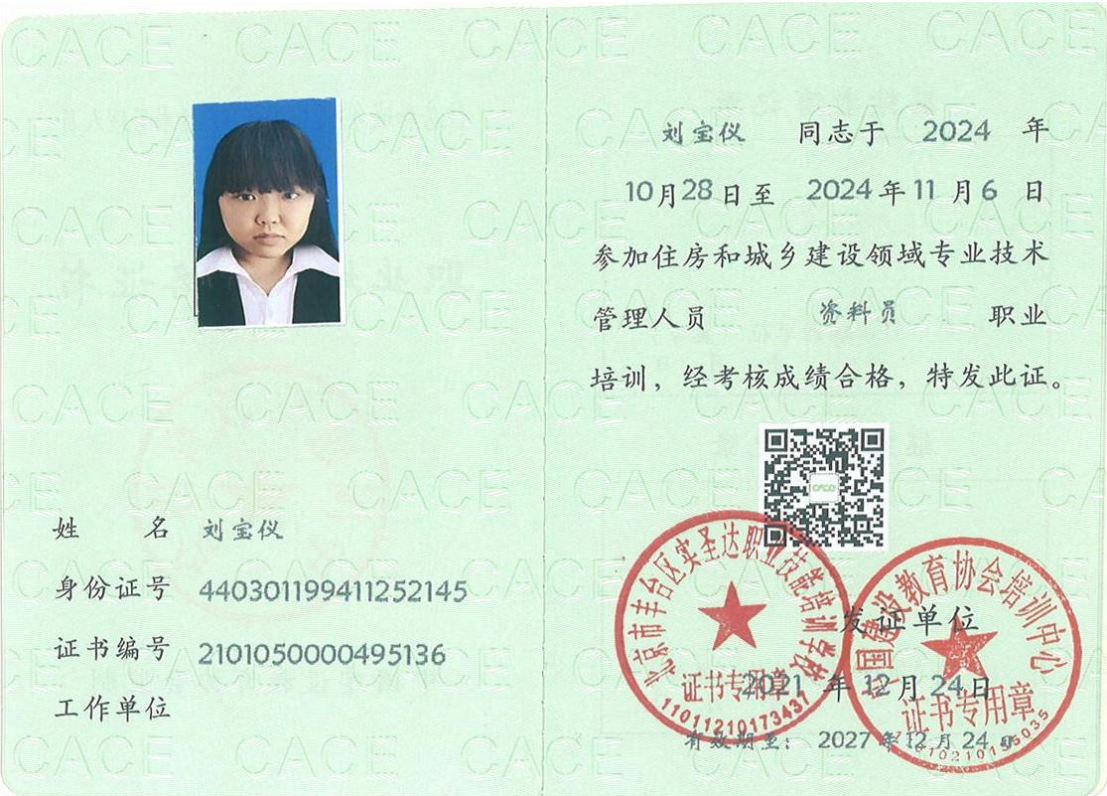 姓 名 刘宝仪
身份证号 440301199411252145
证书编号 2101050000495136
工作单位
刘宝仪 同志于 2024 年
10月28日至 2024年11月6日
参加住房和城乡建设领域专业技术
管理人员 资料员 职业
培训，经考核成绩合格，特发此证。
北京市丰台区实圣达职业技能培训学校
证书专用章
11011210173437
中国建设教育协会培训中心
证书专用章
发证单位
2021 年 12月 24日
有效期至： 2027 年12月 24 日
CACE